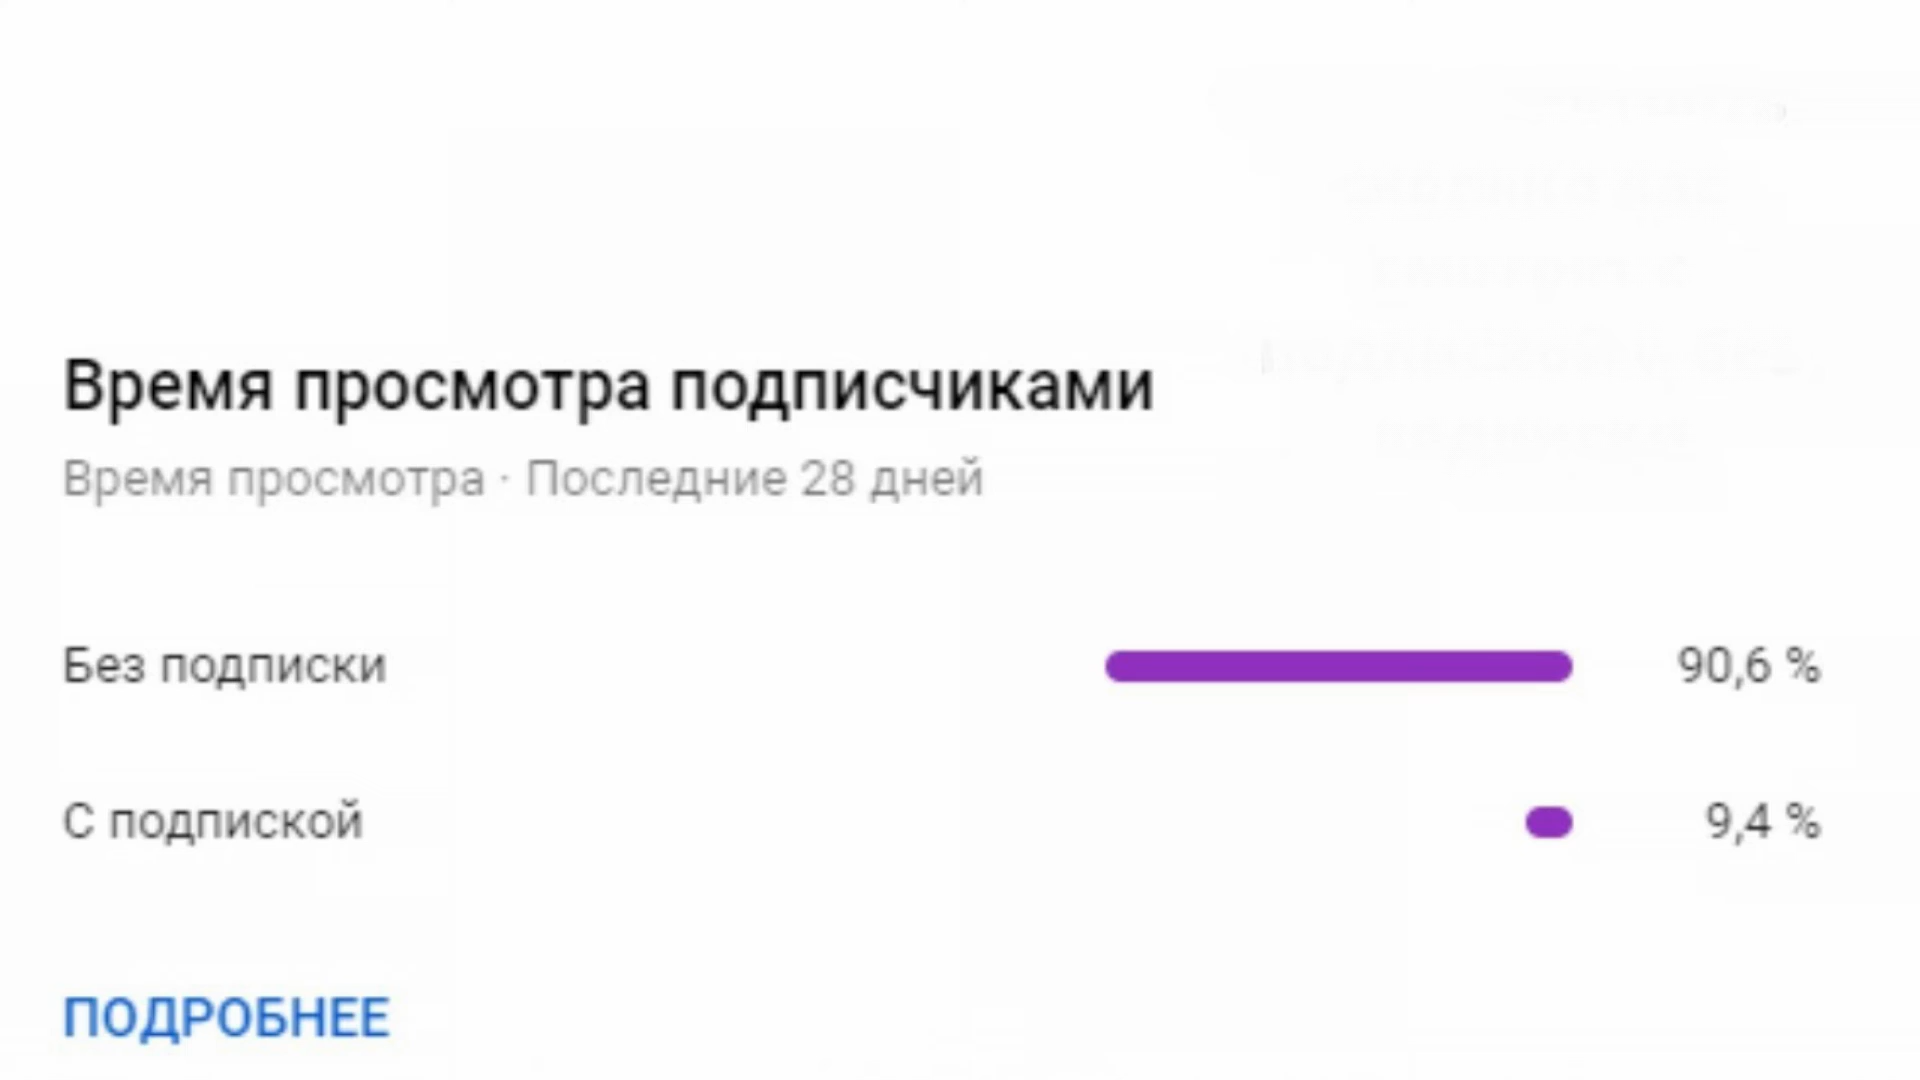 Время просмотра подписчиками
Время просмотра · Последние 28 дней
Без подписки 90,6 %
С подпиской 9,4 %
ПОДРОБНЕЕ